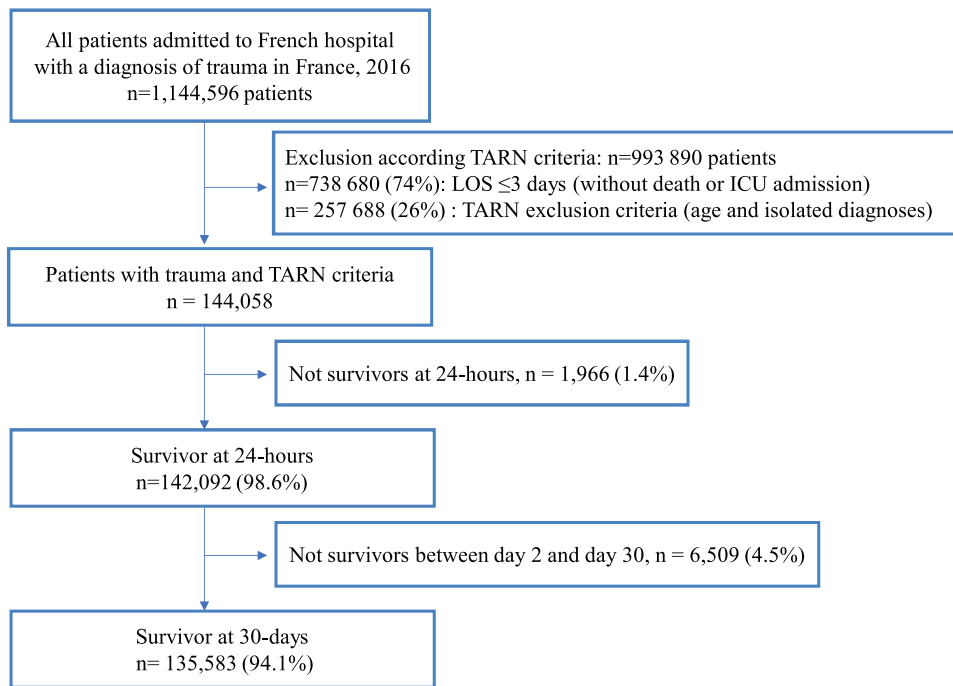 All patients admitted to French hospital
with a diagnosis of trauma in France, 2016
n=1,144,596 patients
Exclusion according TARN criteria: n=993 890 patients
n=738 680 (74%): LOS ≤3 days (without death or ICU admission)
n= 257 688 (26%) : TARN exclusion criteria (age and isolated diagnoses)
Patients with trauma and TARN criteria
n = 144,058
Not survivors at 24-hours, n = 1,966 (1.4%)
Survivor at 24-hours
n=142,092 (98.6%)
Not survivors between day 2 and day 30, n = 6,509 (4.5%)
Survivor at 30-days
n= 135,583 (94.1%)